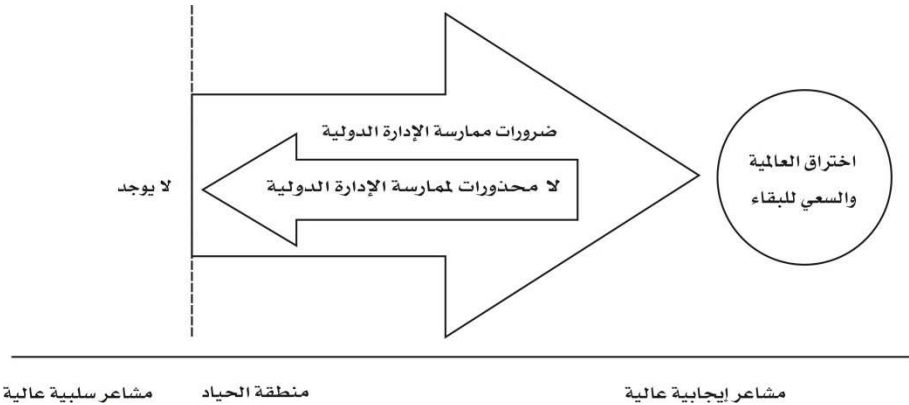 ضرورات ممارسة الإدارة الدولية
اختراق العالمية
والسعي للبقاء
لا محذورات لممارسة الإدارة الدولية
لا يوجد
مشاعر إيجابية عالية
منطقة الحياد
مشاعر سلبية عالية